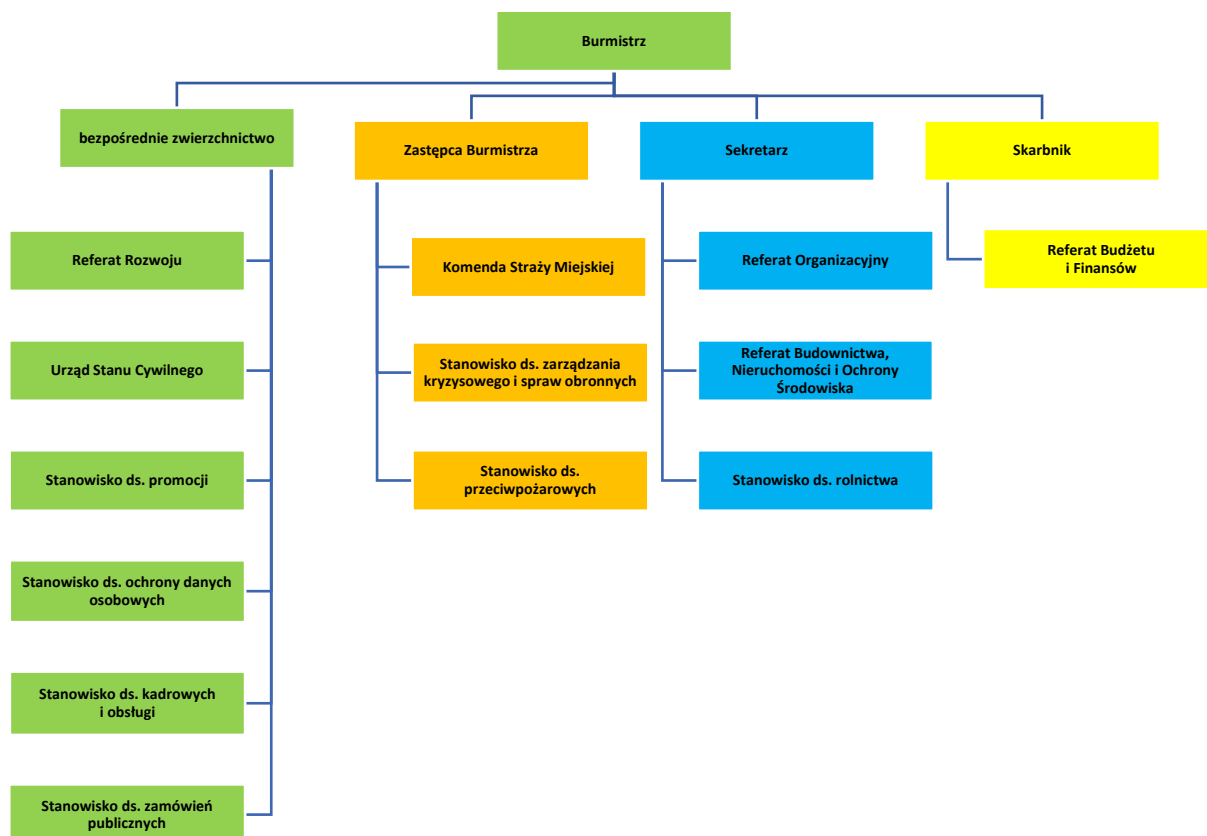 Burmistrz
bezpośrednie zwierzchnictwo
Zastępca Burmistrza
Sekretarz
Skarbnik
Referat Rozwoju
Urząd Stanu Cywilnego
Stanowisko ds. promocji
Stanowisko ds. ochrony danych
osobowych
Stanowisko ds. kadrowych
i obsługi
Stanowisko ds. zamówień
publicznych
Komenda Straży Miejskiej
Stanowisko ds. zarządzania
kryzysowego i spraw obronnych
Stanowisko ds.
przeciwpożarowych
Referat Organizacyjny
Referat Budownictwa,
Nieruchomości i Ochrony
Środowiska
Stanowisko ds. rolnictwa
Referat Budżetu
i Finansów